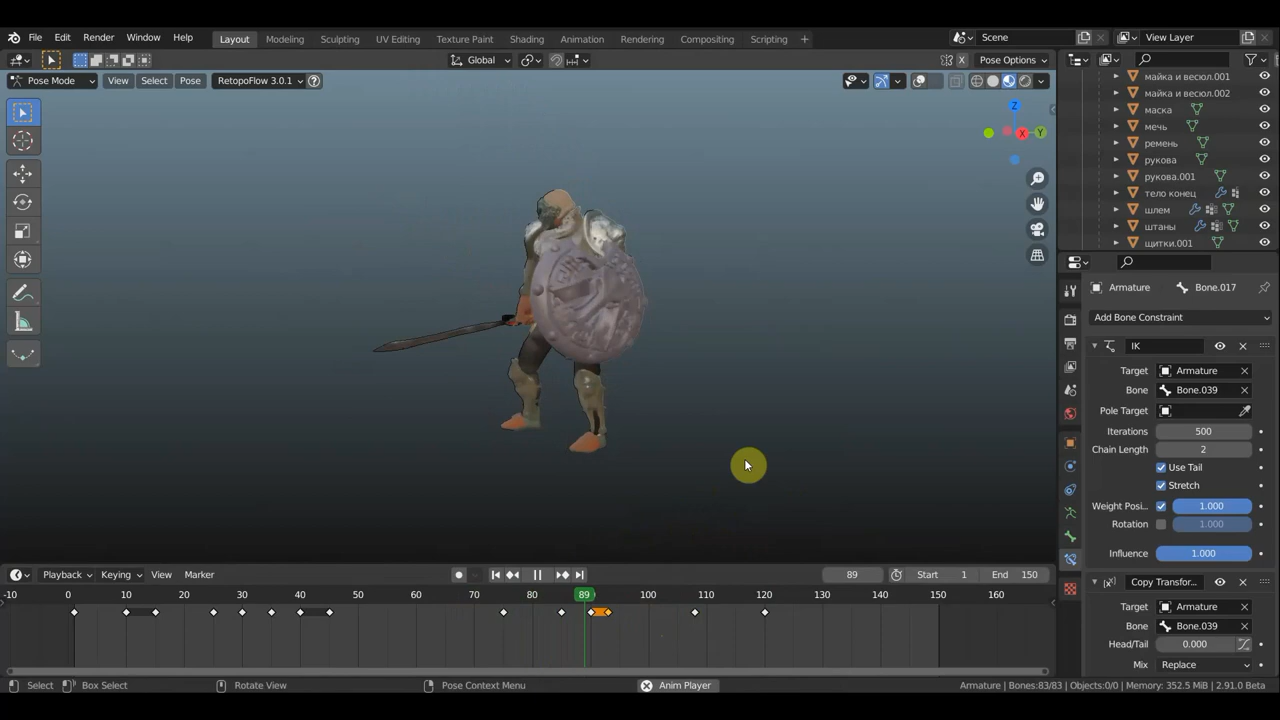 File Edit Render Window Help Layout Modeling Sculpting UV Editing Texture Paint Shading Animation Rendering Compositing Scripting + Scene View Layer
Global Pose Options
Pose Mode View Select Pose RetopoFlow 3.0.1
Z
X Y
майка и весюл.001
майка и весюл.002
маска
мечь
ремень
рукова
рукова.001
тело конец
шлем
штаны
щитки.001
Armature Bone.017
Add Bone Constraint
IK
Target Armature
Bone Bone.039
Pole Target
Iterations 500
Chain Length 2
Use Tail
Stretch
Weight Posi... 1.000
Rotation 1.000
Influence 1.000
Copy Transfor...
Target Armature
Bone Bone.039
Head/Tail 0.000
Mix Replace
Playback Keying View Marker 89 Start 1 End 150
-10 0 10 20 30 40 50 60 70 80 89 100 110 120 130 140 150 160
Select Box Select Rotate View Pose Context Menu Anim Player Armature | Bones:83/83 | Objects:0/0 | Memory: 352.5 MiB | 2.91.0 Beta